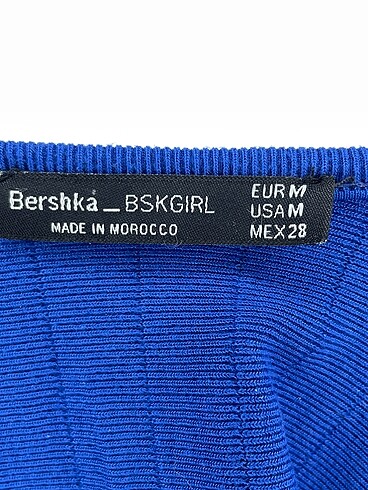 Bershka_BSKGIRL
MADE IN MOROCCO
EUR M
USA M
MEX 28